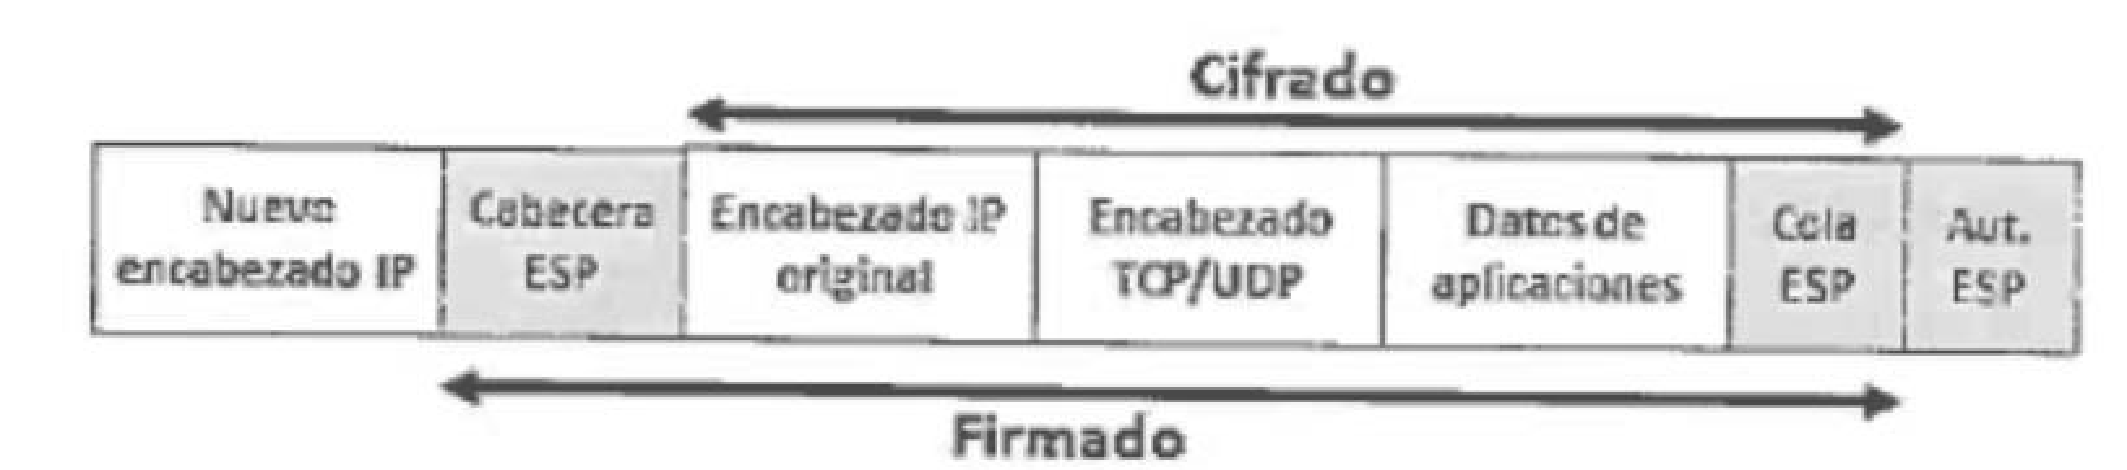 Cifrado
Nuevo
encabezado IP
Cabecera
ESP
Encabezado IP
original
Encabezado
TCP/UDP
Datos de
aplicaciones
Cola
ESP
Aut.
ESP
Firmado